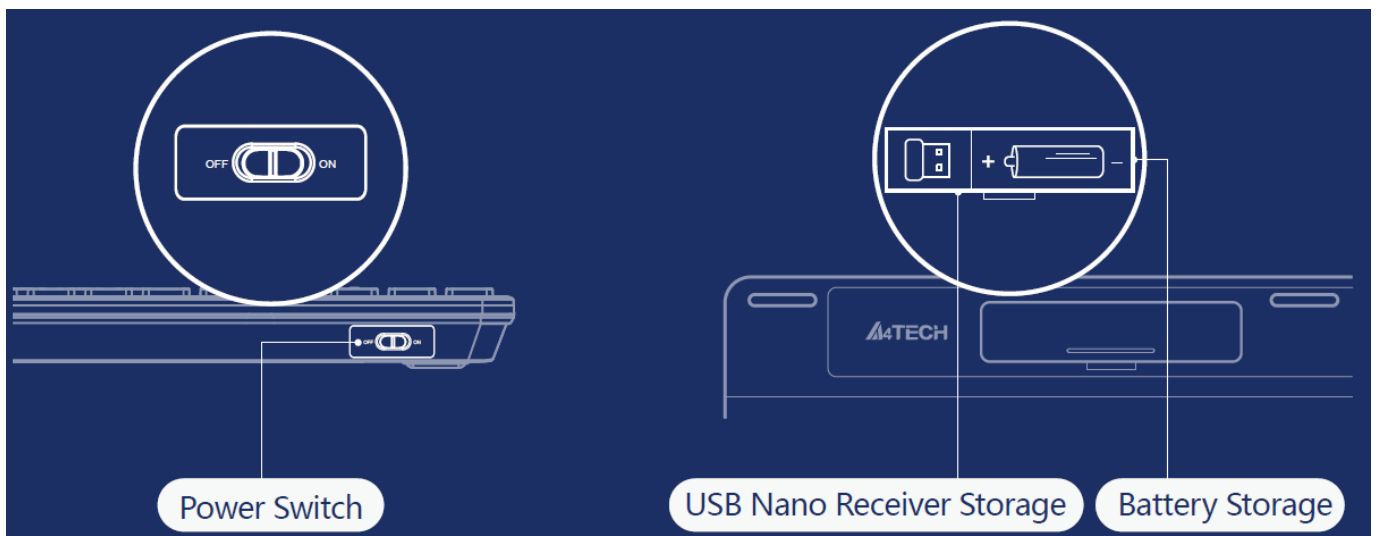 OFF ON
+ –
OFF ON
A4TECH
Power Switch
USB Nano Receiver Storage
Battery Storage